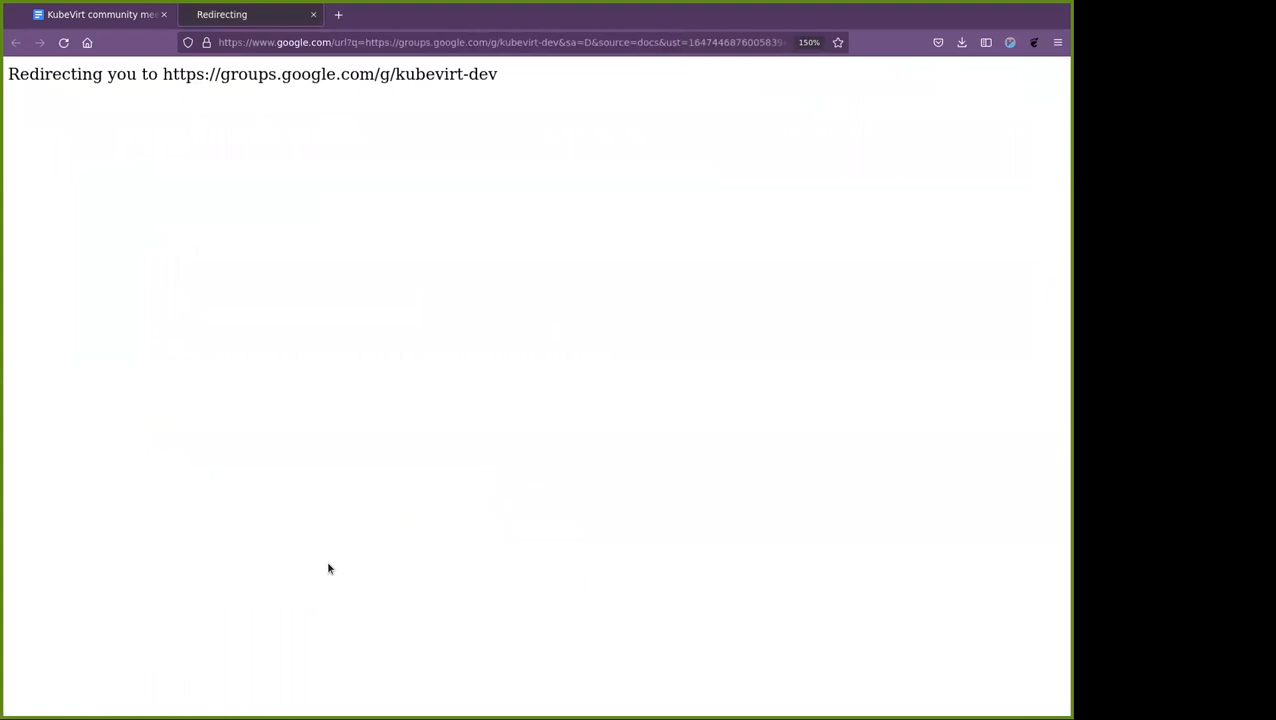 KubeVirt community mee
Redirecting
https://www.google.com/url?q=https://groups.google.com/g/kubevirt-dev&sa=D&source=docs&ust=1647446876005839
150%
Redirecting you to https://groups.google.com/g/kubevirt-dev